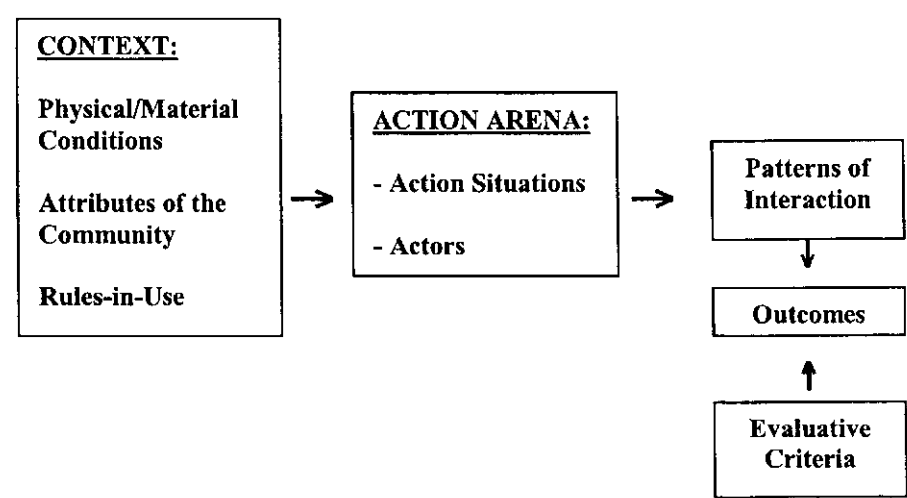 CONTEXT:
Physical/Material
Conditions
Attributes of the
Community
Rules-in-Use
ACTION ARENA:
- Action Situations
- Actors
Patterns of
Interaction
Outcomes
Evaluative
Criteria